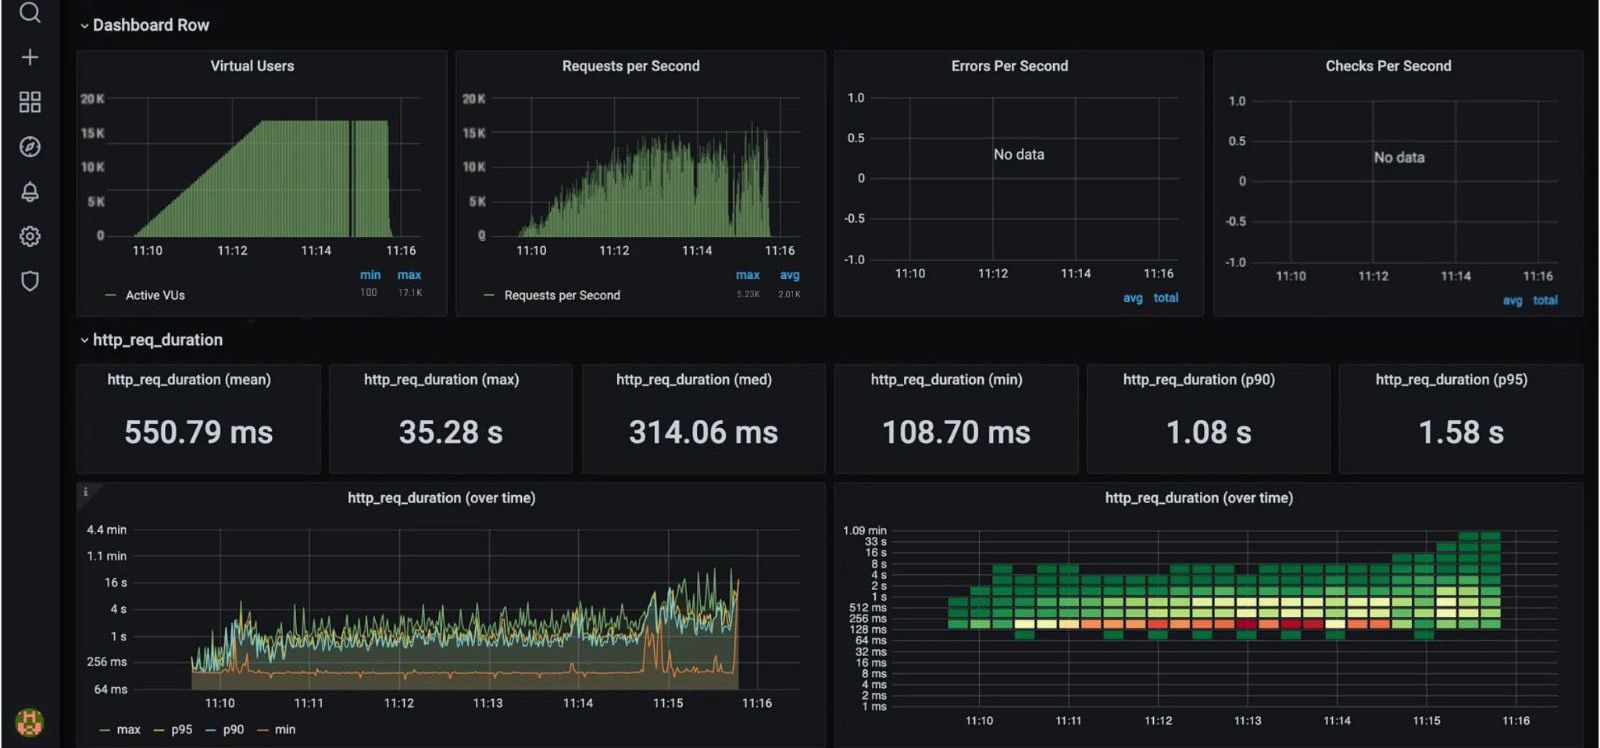 Dashboard Row
Virtual Users
20 K
15 K
10 K
5 K
0
11:10 11:12 11:14 11:16
min max
Active VUs 100 17.1K
Requests per Second
20 K
15 K
10 K
5 K
0
11:10 11:12 11:14 11:16
max avg
Requests per Second 5.23K 2.01K
Errors Per Second
1.0
0.5
No data
0
-0.5
-1.0
11:10 11:12 11:14 11:16
avg total
Checks Per Second
1.0
0.5
No data
0
-0.5
-1.0
11:10 11:12 11:14 11:16
avg total
http_req_duration
http_req_duration (mean)
550.79 ms
http_req_duration (max)
35.28 s
http_req_duration (med)
314.06 ms
http_req_duration (min)
108.70 ms
http_req_duration (p90)
1.08 s
http_req_duration (p95)
1.58 s
i
http_req_duration (over time)
4.4 min
1.1 min
16 s
4 s
1 s
256 ms
64 ms
11:10 11:11 11:12 11:13 11:14 11:15 11:16
max p95 p90 min
http_req_duration (over time)
1.09 min
33 s
16 s
8 s
4 s
2 s
1 s
512 ms
256 ms
128 ms
64 ms
32 ms
16 ms
8 ms
4 ms
2 ms
1 ms
11:10 11:11 11:12 11:13 11:14 11:15 11:16